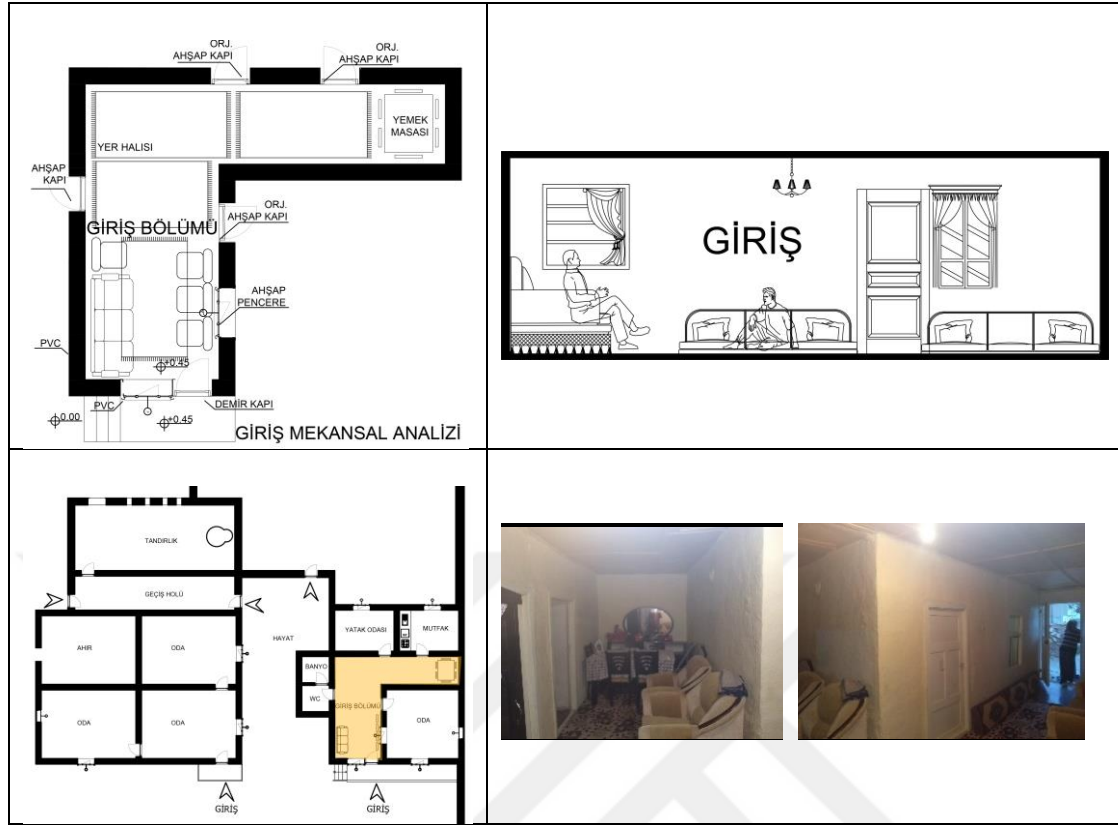 ORJ.
AHŞAP KAPI
ORJ.
AHŞAP KAPI
YEMEK
MASASI
YER HALISI
AHŞAP
KAPI
ORJ.
AHŞAP KAPI
GİRİŞ BÖLÜMÜ
AHŞAP
PENCERE
PVC
+0.45
PVC
DEMİR KAPI
0.00
+0.45
GİRİŞ MEKANSAL ANALİZİ
GİRİŞ
TANDIRLIK
GEÇİŞ HOLÜ
HAYAT
YATAK ODASI
MUTFAK
AHIR
ODA
BANYO
WC
GİRİŞ BÖLÜMÜ
ODA
ODA
ODA
GİRİŞ
GİRİŞ